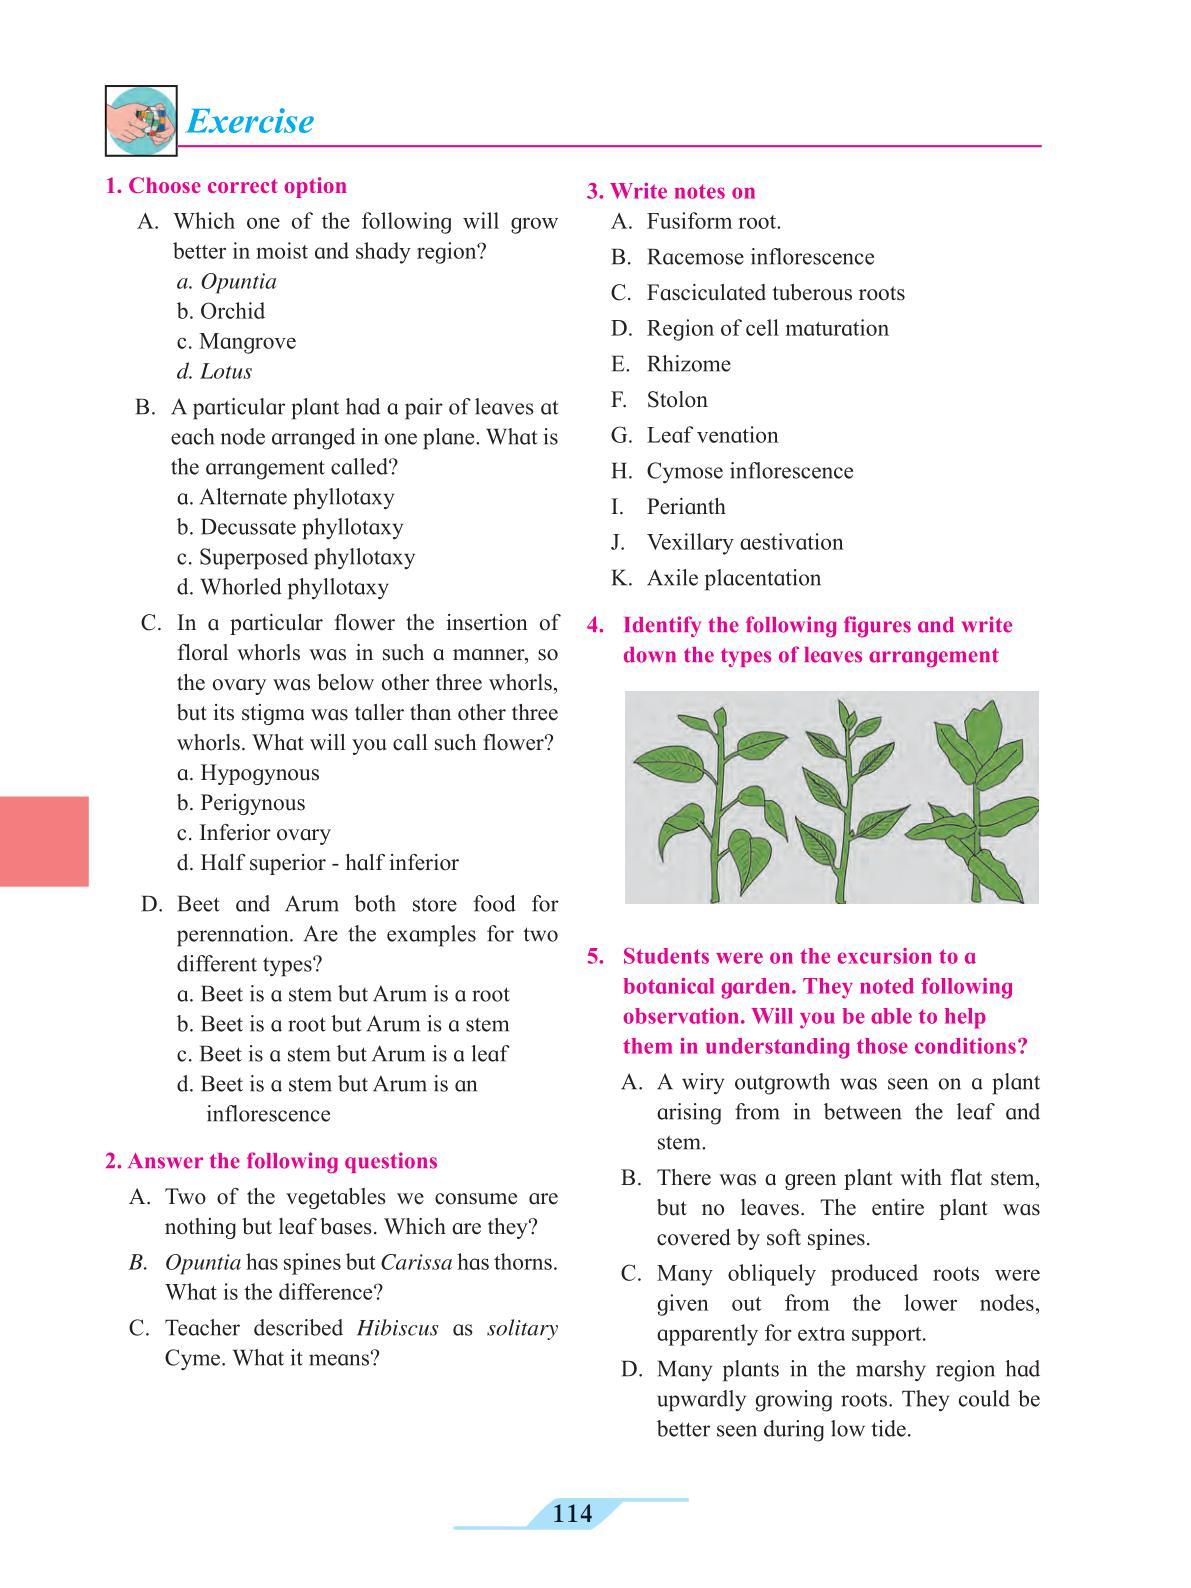 Exercise
1. Choose correct option
A. Which one of the following will grow
better in moist and shady region?
a. Opuntia
b. Orchid
c. Mangrove
d. Lotus
B. A particular plant had a pair of leaves at
each node arranged in one plane. What is
the arrangement called?
a. Alternate phyllotaxy
b. Decussate phyllotaxy
c. Superposed phyllotaxy
d. Whorled phyllotaxy
C. In a particular flower the insertion of
floral whorls was in such a manner, so
the ovary was below other three whorls,
but its stigma was taller than other three
whorls. What will you call such flower?
a. Hypogynous
b. Perigynous
c. Inferior ovary
d. Half superior - half inferior
D. Beet and Arum both store food for
perennation. Are the examples for two
different types?
a. Beet is a stem but Arum is a root
b. Beet is a root but Arum is a stem
c. Beet is a stem but Arum is a leaf
d. Beet is a stem but Arum is an
inflorescence
2. Answer the following questions
A. Two of the vegetables we consume are
nothing but leaf bases. Which are they?
B. Opuntia has spines but Carissa has thorns.
What is the difference?
C. Teacher described Hibiscus as solitary
Cyme. What it means?
3. Write notes on
A. Fusiform root.
B. Racemose inflorescence
C. Fasciculated tuberous roots
D. Region of cell maturation
E. Rhizome
F. Stolon
G. Leaf venation
H. Cymose inflorescence
I. Perianth
J. Vexillary aestivation
K. Axile placentation
4. Identify the following figures and write
down the types of leaves arrangement
5. Students were on the excursion to a
botanical garden. They noted following
observation. Will you be able to help
them in understanding those conditions?
A. A wiry outgrowth was seen on a plant
arising from in between the leaf and
stem.
B. There was a green plant with flat stem,
but no leaves. The entire plant was
covered by soft spines.
C. Many obliquely produced roots were
given out from the lower nodes,
apparently for extra support.
D. Many plants in the marshy region had
upwardly growing roots. They could be
better seen during low tide.
114